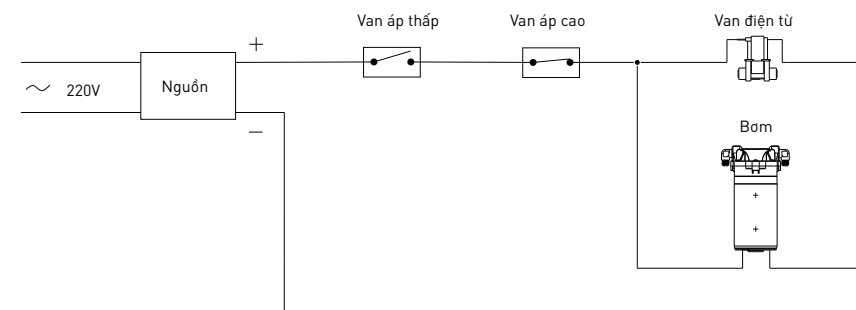 Van áp thấp
Van áp cao
Van điện từ
+
220V
Nguồn
Bơm